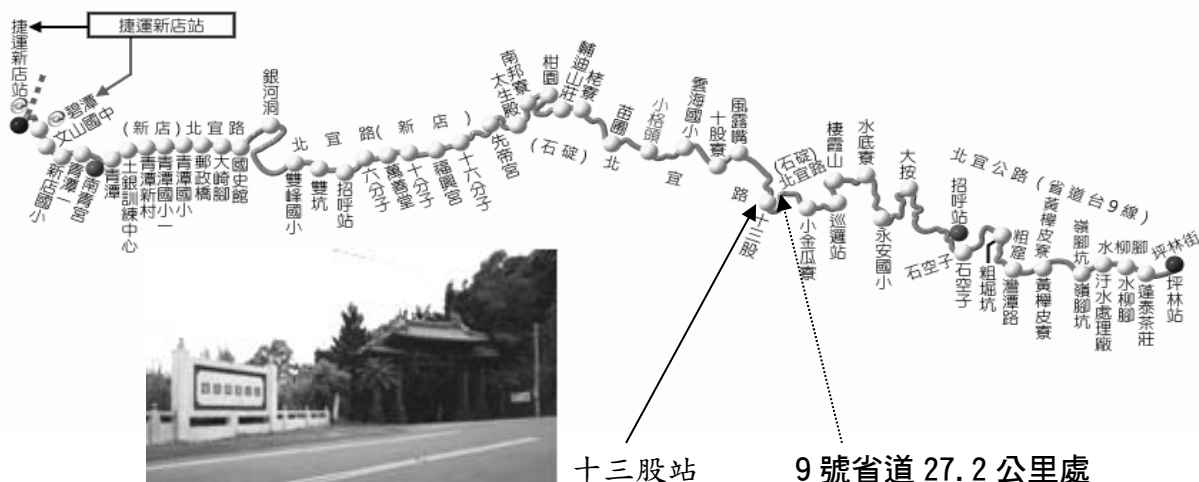 捷運新店站
捷運新店站
碧潭
文山國中
新店國小
青潭一
南青宮
青潭
土銀訓練中心
青潭新村
青潭國小一
青潭國小
郵政橋
大崎腳
國史館
(新店)北宜路
銀河洞
北宜路(新店)
雙峰國小
雙坑
招呼站
六分子
萬善堂
十分子
福興宮
十六分子
先帝宮
太生殿
南邦寮
柑園
輔迪山莊
栳寮
(石碇)北宜路
苗圃
小格頭
雲海國小
十股寮
風露嘴
十三股
(石碇)
北宜路
小金瓜寮
巡邏站
棲霞山
水底寮
永安國小
大按
北宜公路(省道台9線)
招呼站
石空子
石空子
粗堀坑
粗窟
灣潭路
黃櫸皮寮
黃櫸皮寮
嶺腳坑
嶺腳坑
汙水處理廠
水柳腳
水柳腳
蓬泰茶莊
坪林街
坪林站
十三股站
9 號省道 27.2 公里處